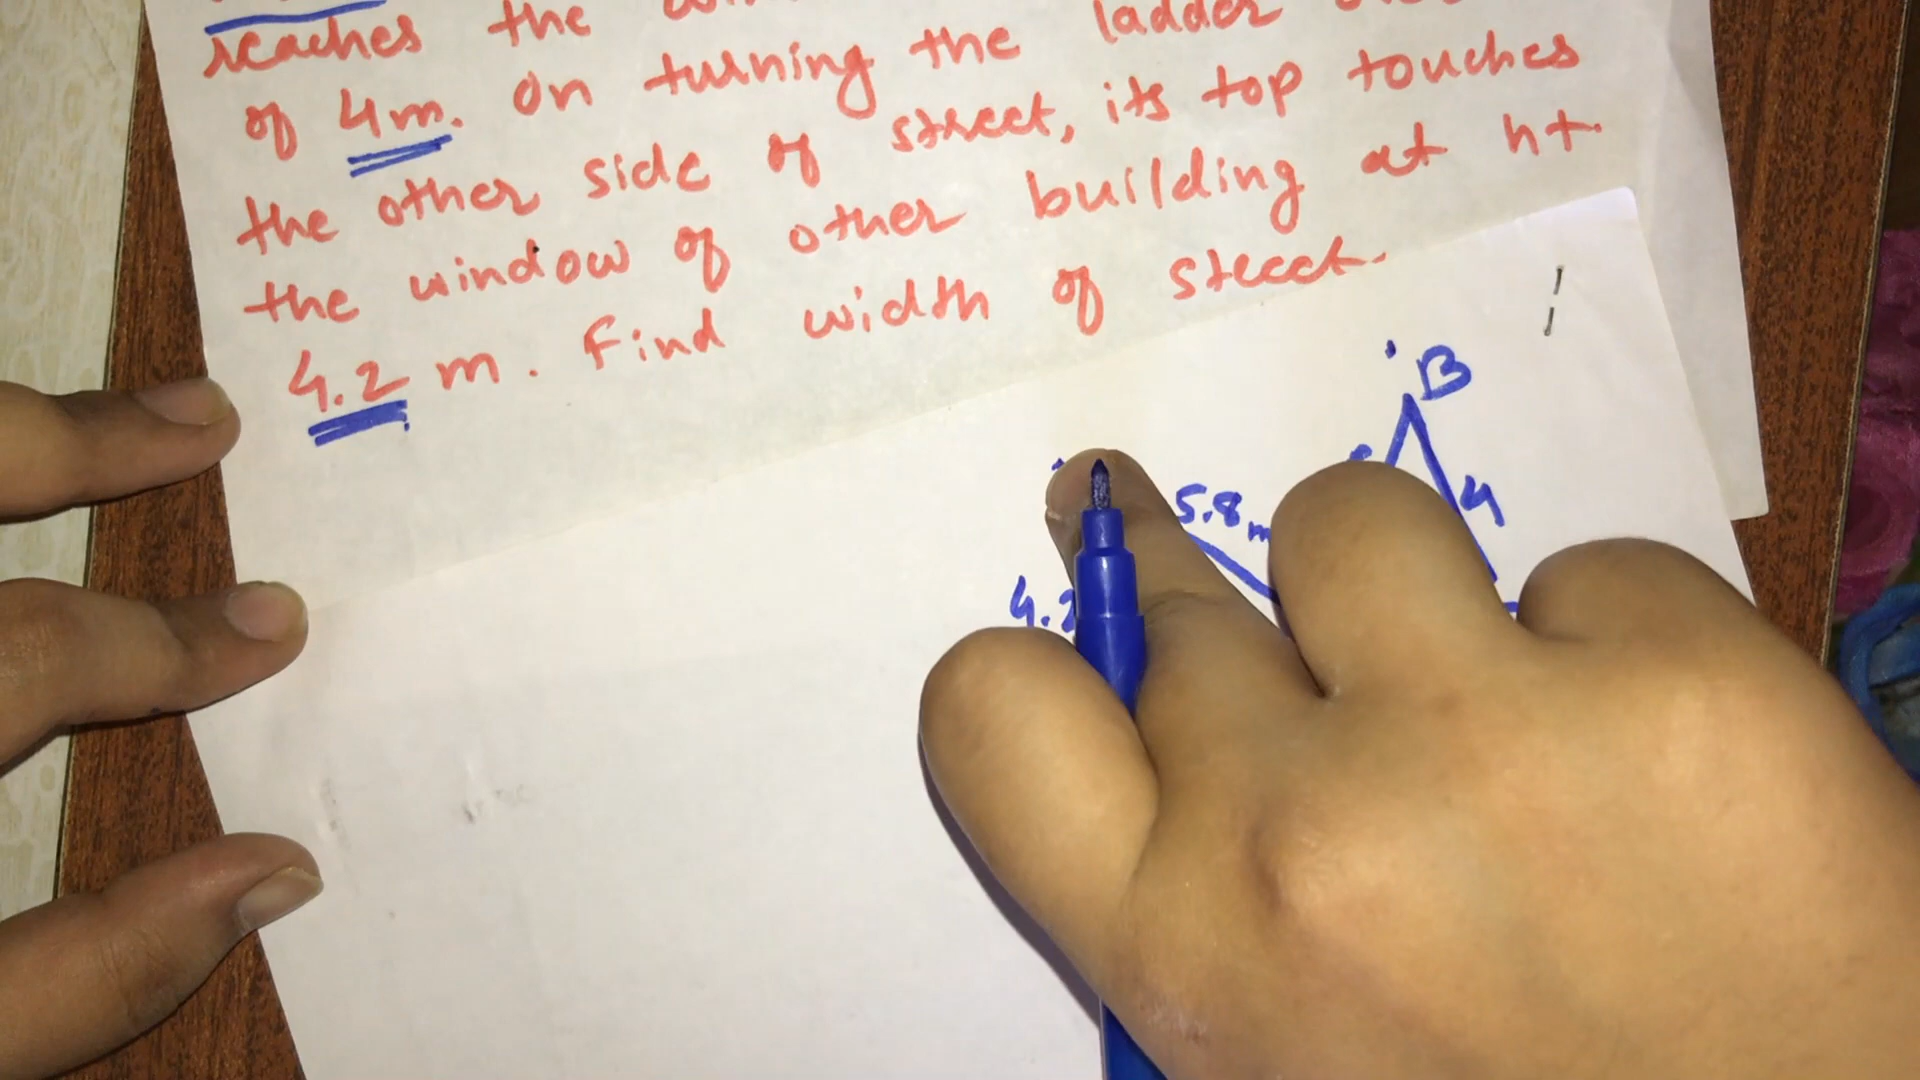 reaches the
of 4m. On turning the ladder
the other side of street, its top touches
the window of other building at ht.
4.2 m. Find width of street.
B
5.8 m
4
4.2